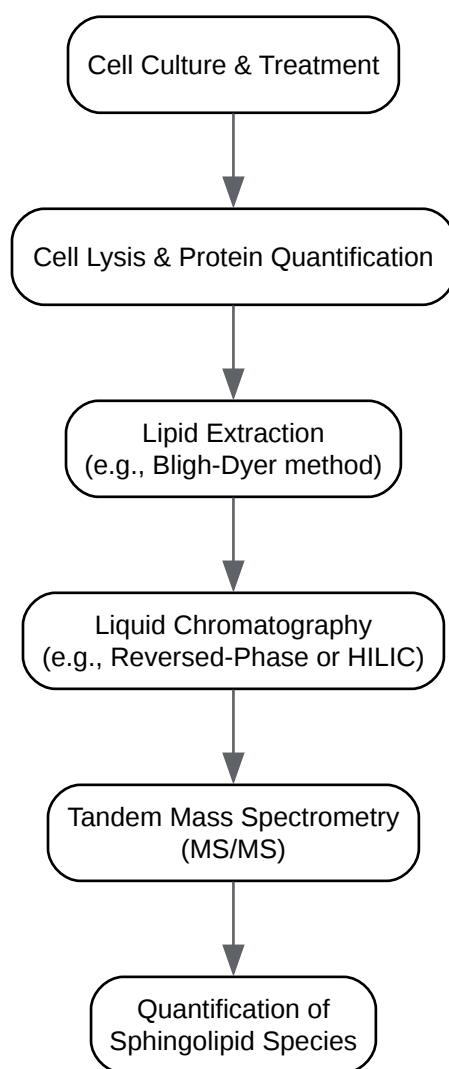 Cell Culture & Treatment
Cell Lysis & Protein Quantification
Lipid Extraction
(e.g., Bligh-Dyer method)
Liquid Chromatography
(e.g., Reversed-Phase or HILIC)
Tandem Mass Spectrometry
(MS/MS)
Quantification of
Sphingolipid Species